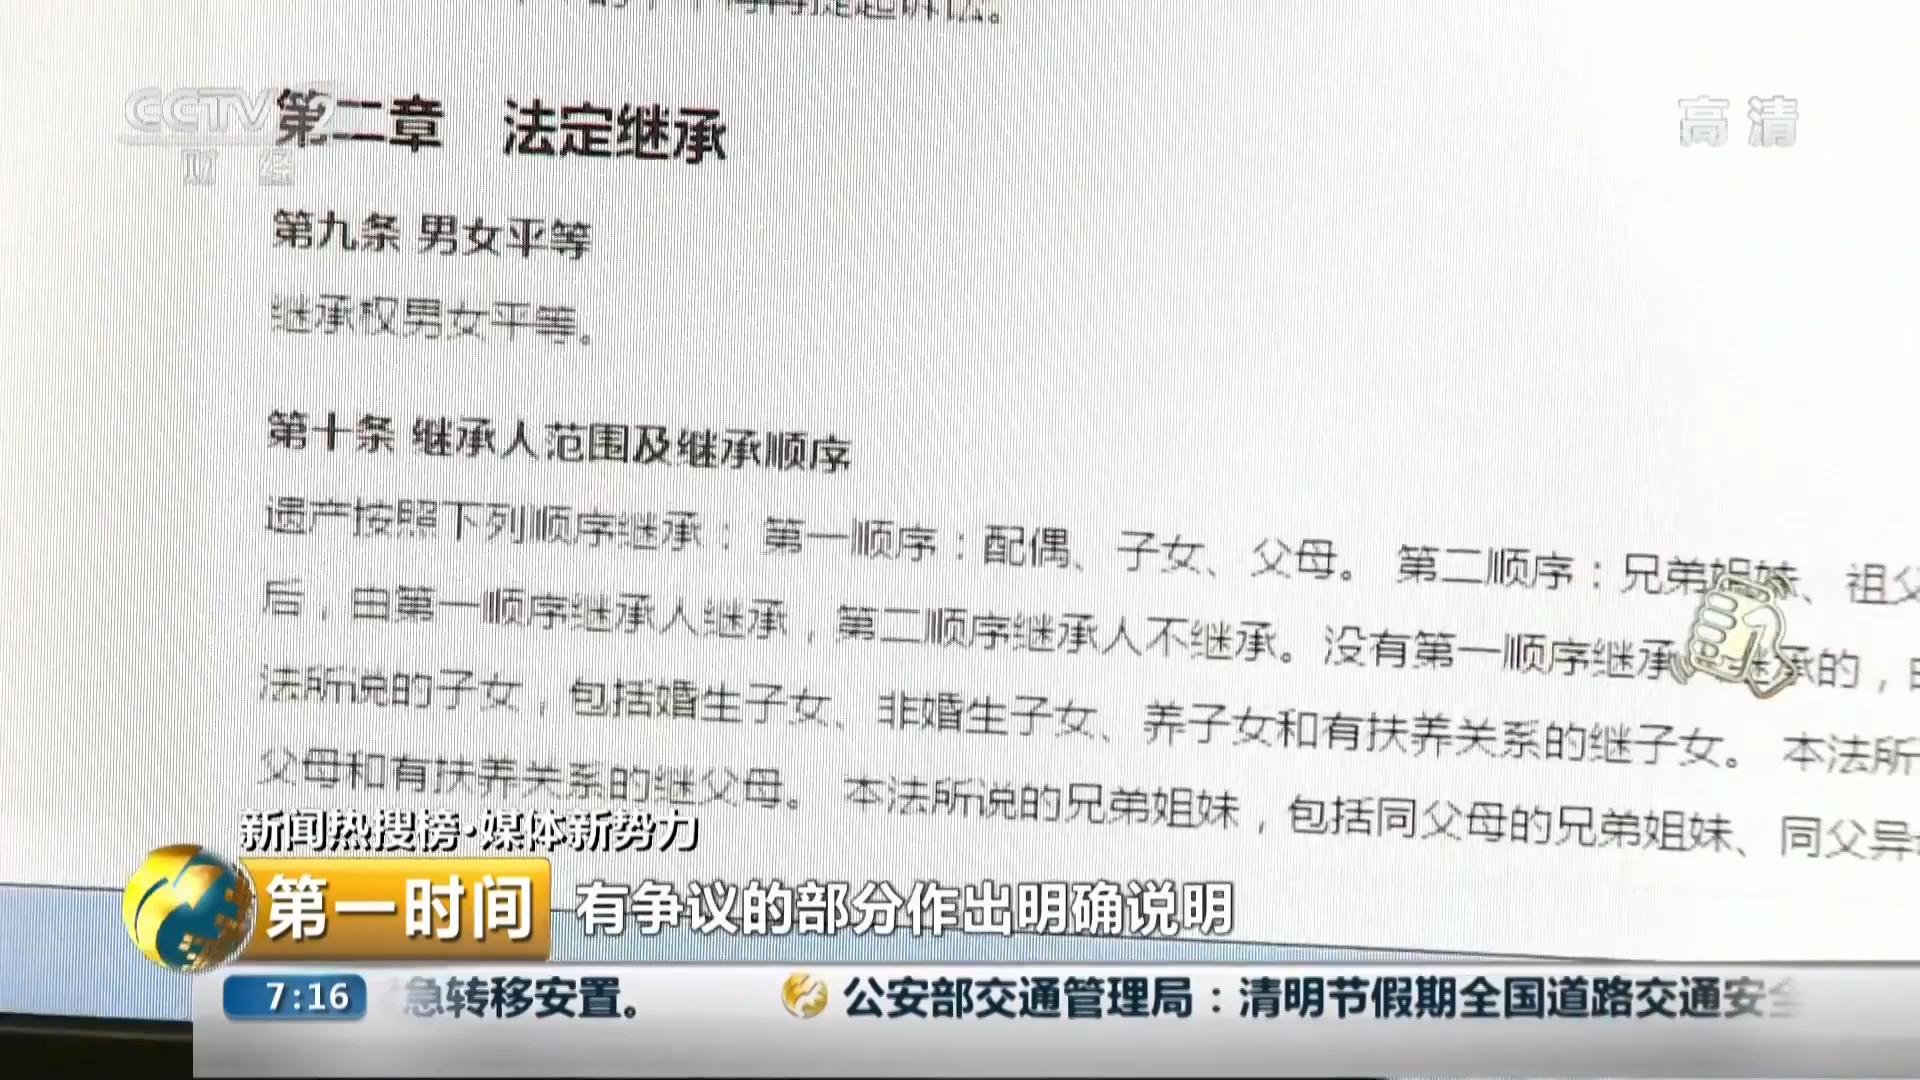 再提起诉讼。
CCTV 2
财经
高清
第二章 法定继承
第九条 男女平等
继承权男女平等。
第十条 继承人范围及继承顺序
遗产按照下列顺序继承： 第一顺序：配偶、子女、父母。 第二顺序：兄弟姐妹、祖父
后，由第一顺序继承人继承，第二顺序继承人不继承。没有第一顺序继承 继承的，由
法所说的子女，包括婚生子女、非婚生子女、养子女和有扶养关系的继子女。 本法所
父母和有扶养关系的继父母。 本法所说的兄弟姐妹，包括同父母的兄弟姐妹、同父异
新闻热搜榜·媒体新势力
第一时间
有争议的部分作出明确说明
7:16
急转移安置。
公安部交通管理局：清明节假期全国道路交通安全